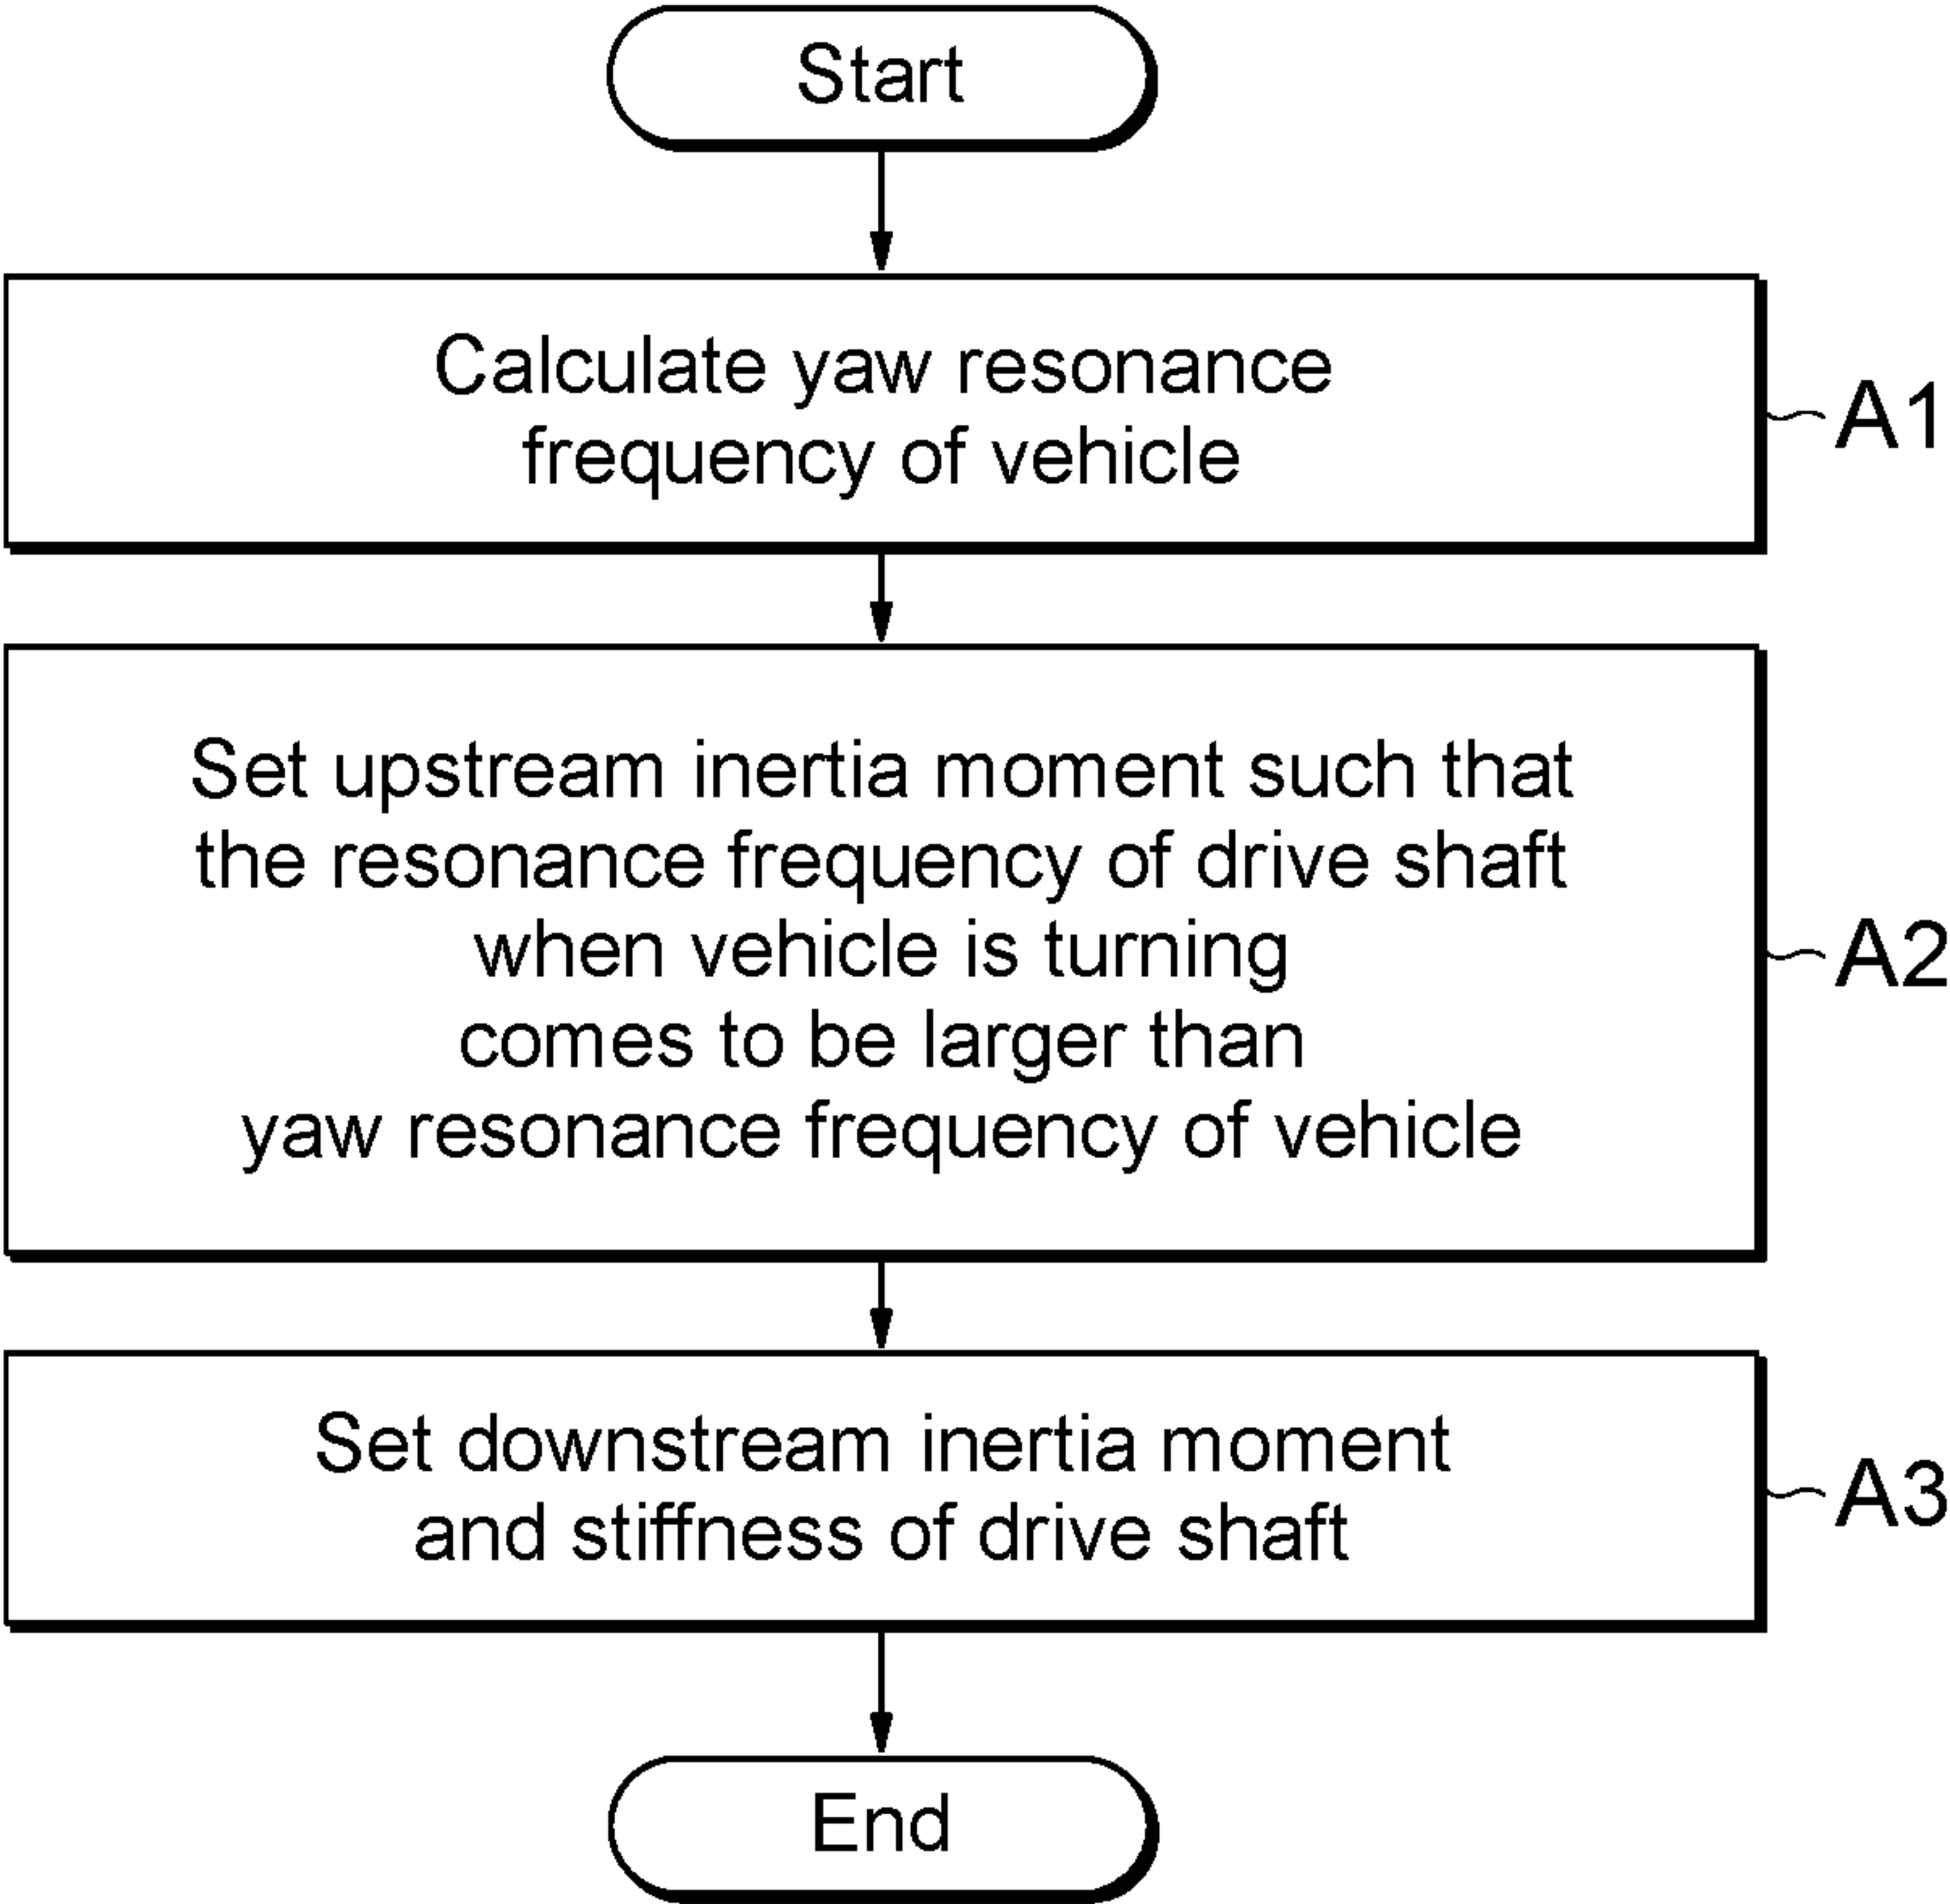 Start
Calculate yaw resonance
frequency of vehicle
A1
Set upstream inertia moment such that
the resonance frequency of drive shaft
when vehicle is turning
comes to be larger than
yaw resonance frequency of vehicle
A2
Set downstream inertia moment
and stiffness of drive shaft
A3
End